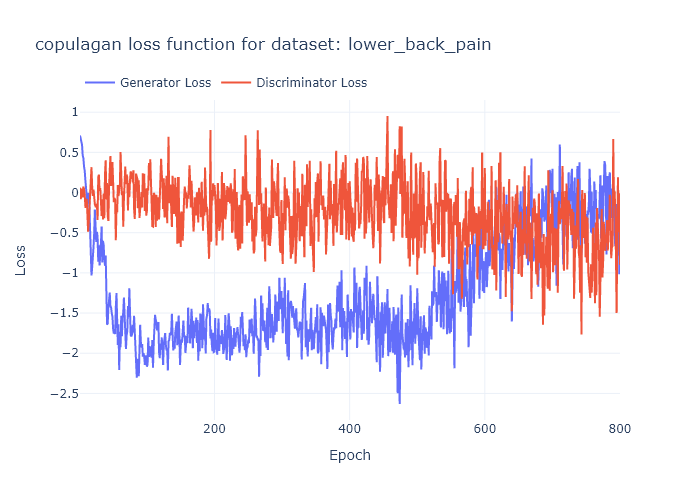 copulagan loss function for dataset: lower_back_pain
Generator Loss
Discriminator Loss
1
0.5
0
−0.5
−1
−1.5
−2
−2.5
Loss
200
400
600
800
Epoch